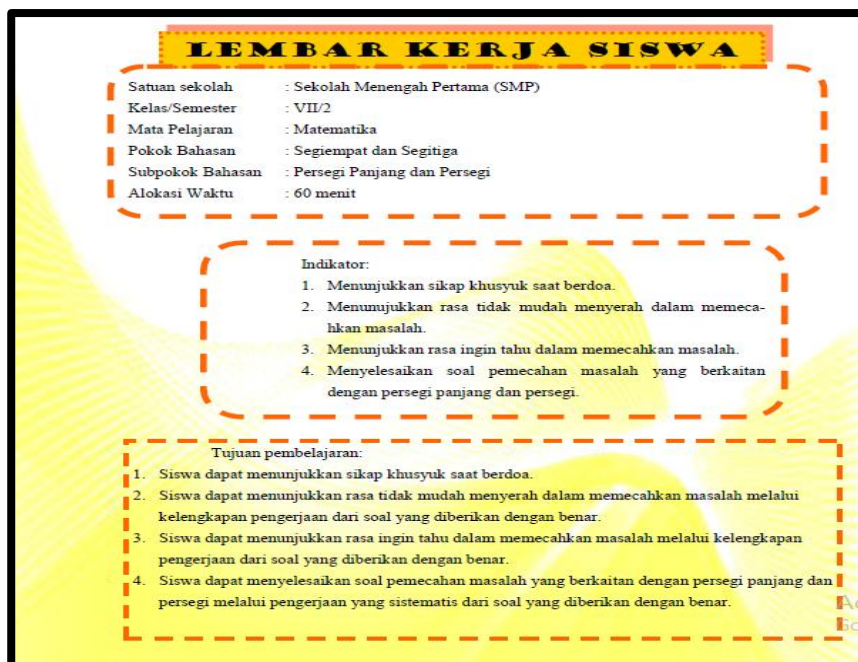 LEMBAR KERJA SISWA
Satuan sekolah : Sekolah Menengah Pertama (SMP)
Kelas/Semester : VII/2
Mata Pelajaran : Matematika
Pokok Bahasan : Segiempat dan Segitiga
Subpokok Bahasan : Persegi Panjang dan Persegi
Alokasi Waktu : 60 menit
Indikator:
1. Menunjukkan sikap khusyuk saat berdoa.
2. Menunujukkan rasa tidak mudah menyerah dalam memeca-
hkan masalah.
3. Menunjukkan rasa ingin tahu dalam memecahkan masalah.
4. Menyelesaikan soal pemecahan masalah yang berkaitan
dengan persegi panjang dan persegi.
Tujuan pembelajaran:
1. Siswa dapat menunjukkan sikap khusyuk saat berdoa.
2. Siswa dapat menunjukkan rasa tidak mudah menyerah dalam memecahkan masalah melalui
kelengkapan pengerjaan dari soal yang diberikan dengan benar.
3. Siswa dapat menunjukkan rasa ingin tahu dalam memecahkan masalah melalui kelengkapan
pengerjaan dari soal yang diberikan dengan benar.
4. Siswa dapat menyelesaikan soal pemecahan masalah yang berkaitan dengan persegi panjang dan
persegi melalui pengerjaan yang sistematis dari soal yang diberikan dengan benar.